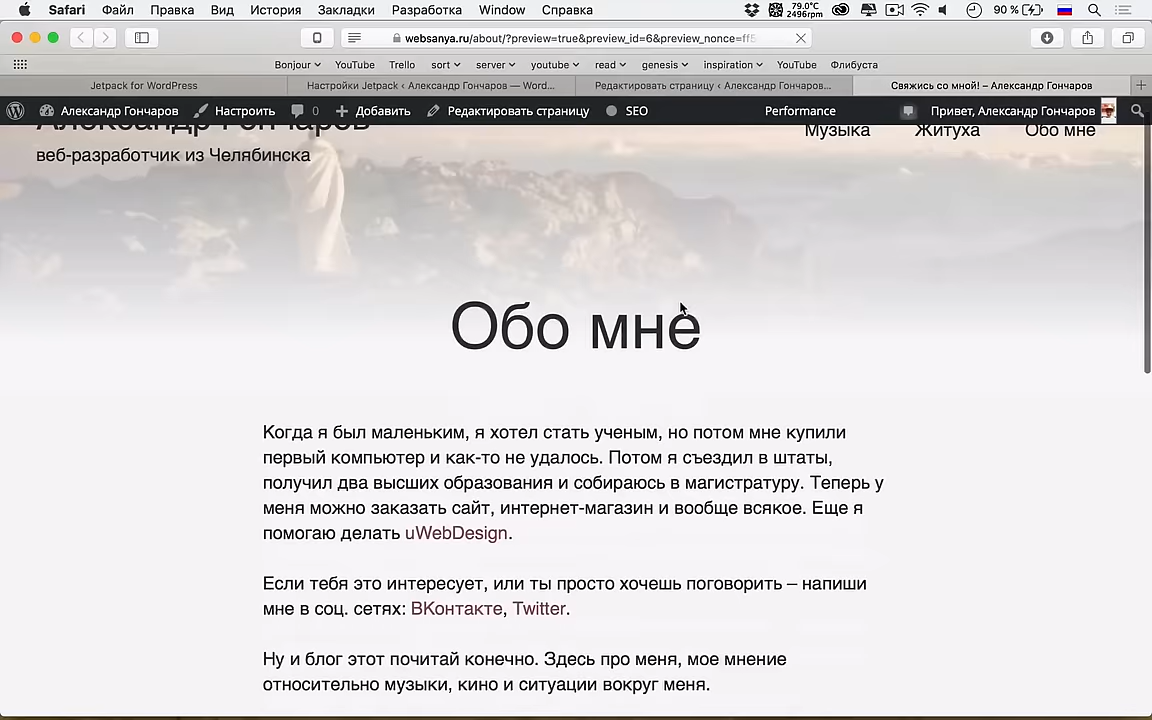 Safari Файл Правка Вид История Закладки Разработка Window Справка 79.0°C 2496rpm 90 %
websanya.ru/about/?preview=true&preview_id=6&preview_nonce=ff5
Bonjour YouTube Trello sort server youtube read genesis inspiration YouTube Флибуста
Jetpack for WordPress Настройки Jetpack ‹ Александр Гончаров — Word... Редактировать страницу ‹ Александр Гончаров... Свяжись со мной! – Александр Гончаров
Александр Гончаров Настроить 0 Добавить Редактировать страницу SEO Performance Привет, Александр Гончаров
Александр Гончаров Музыка Житуха Обо мне
веб-разработчик из Челябинска
Обо мне
Когда я был маленьким, я хотел стать ученым, но потом мне купили
первый компьютер и как-то не удалось. Потом я съездил в штаты,
получил два высших образования и собираюсь в магистратуру. Теперь у
меня можно заказать сайт, интернет-магазин и вообще всякое. Еще я
помогаю делать uWebDesign.
Если тебя это интересует, или ты просто хочешь поговорить – напиши
мне в соц. сетях: ВКонтакте, Twitter.
Ну и блог этот почитай конечно. Здесь про меня, мое мнение
относительно музыки, кино и ситуации вокруг меня.